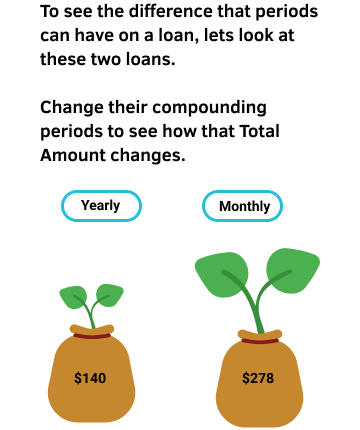 To see the difference that periods
can have on a loan, lets look at
these two loans.
Change their compounding
periods to see how that Total
Amount changes.
Yearly
Monthly
$140
$278